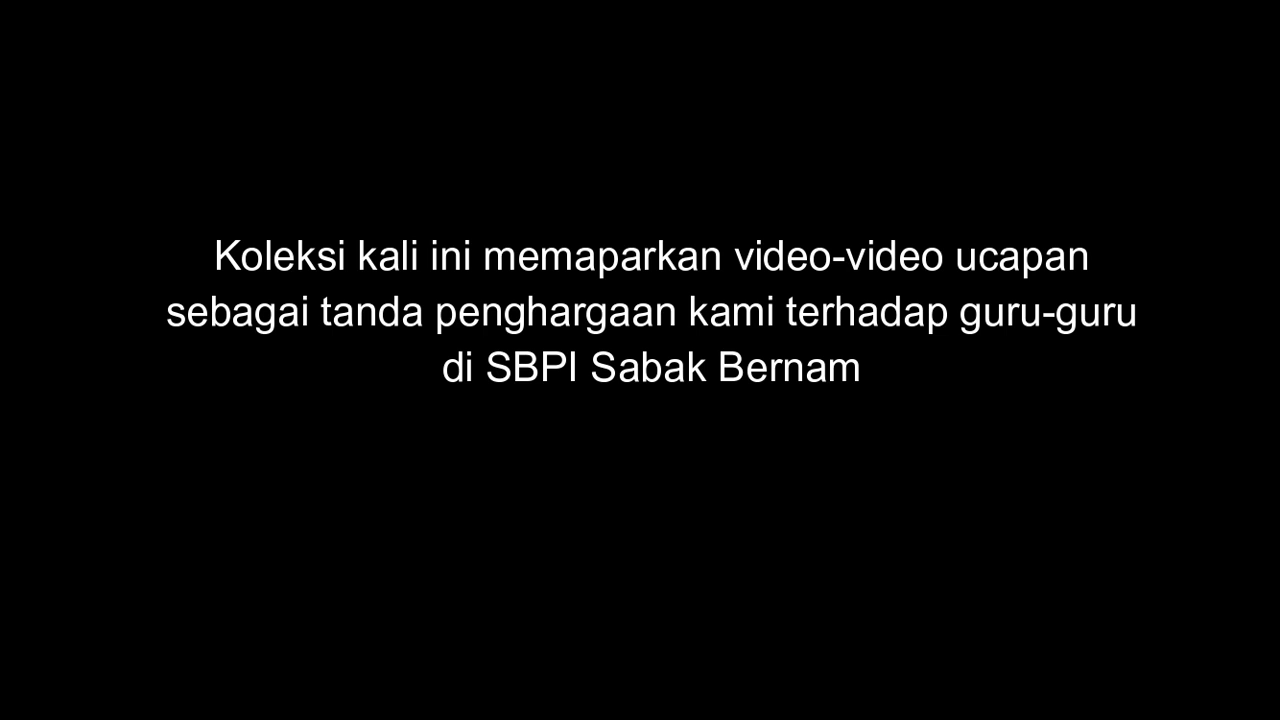 Koleksi kali ini memaparkan video-video ucapan
sebagai tanda penghargaan kami terhadap guru-guru
di SBPI Sabak Bernam